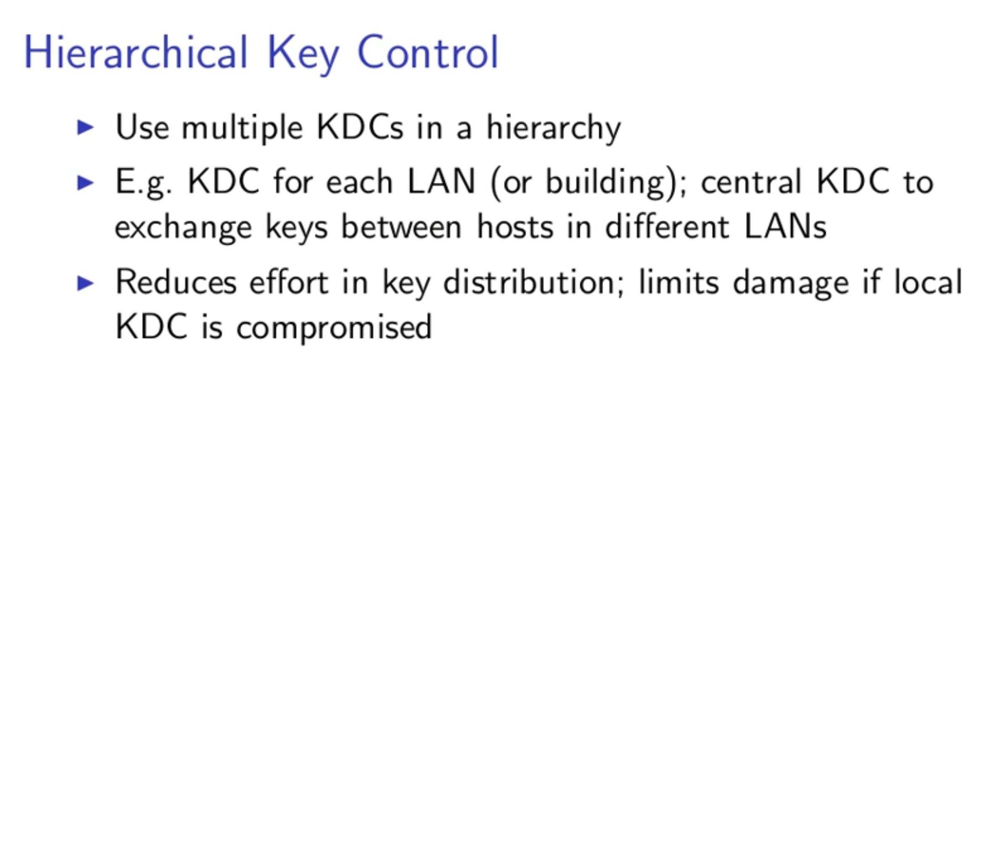 Hierarchical Key Control
► Use multiple KDCs in a hierarchy
► E.g. KDC for each LAN (or building); central KDC to
exchange keys between hosts in different LANs
► Reduces effort in key distribution; limits damage if local
KDC is compromised